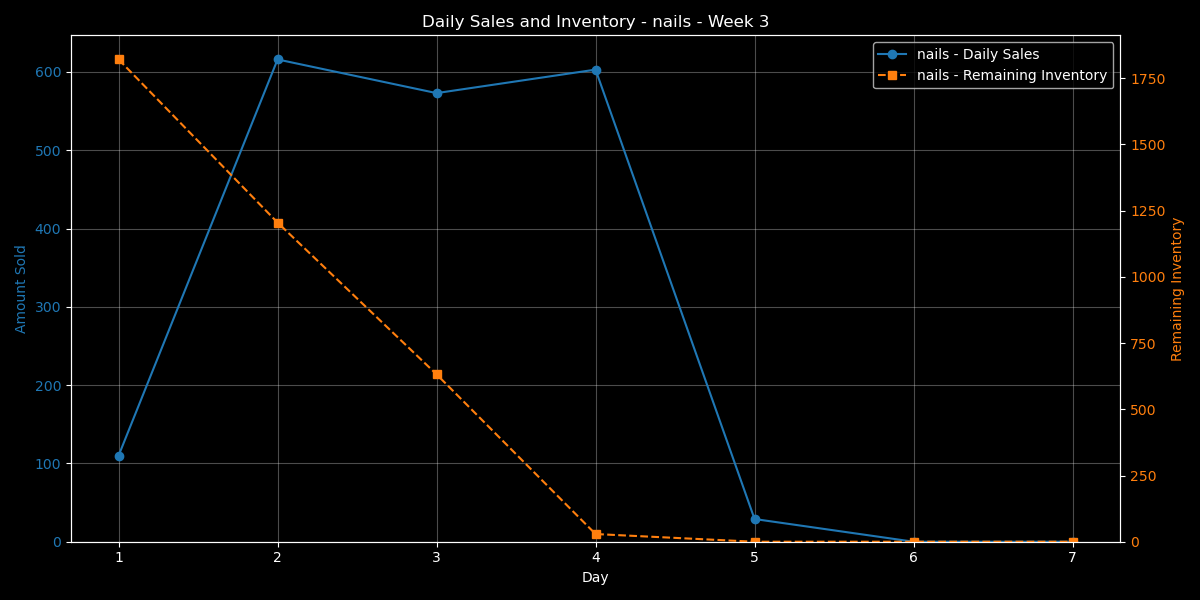 Daily Sales and Inventory - nails - Week 3
nails - Daily Sales
nails - Remaining Inventory
Amount Sold
600
500
400
300
200
100
0
1750
1500
1250
1000
750
500
250
0
Remaining Inventory
1 2 3 4 5 6 7
Day